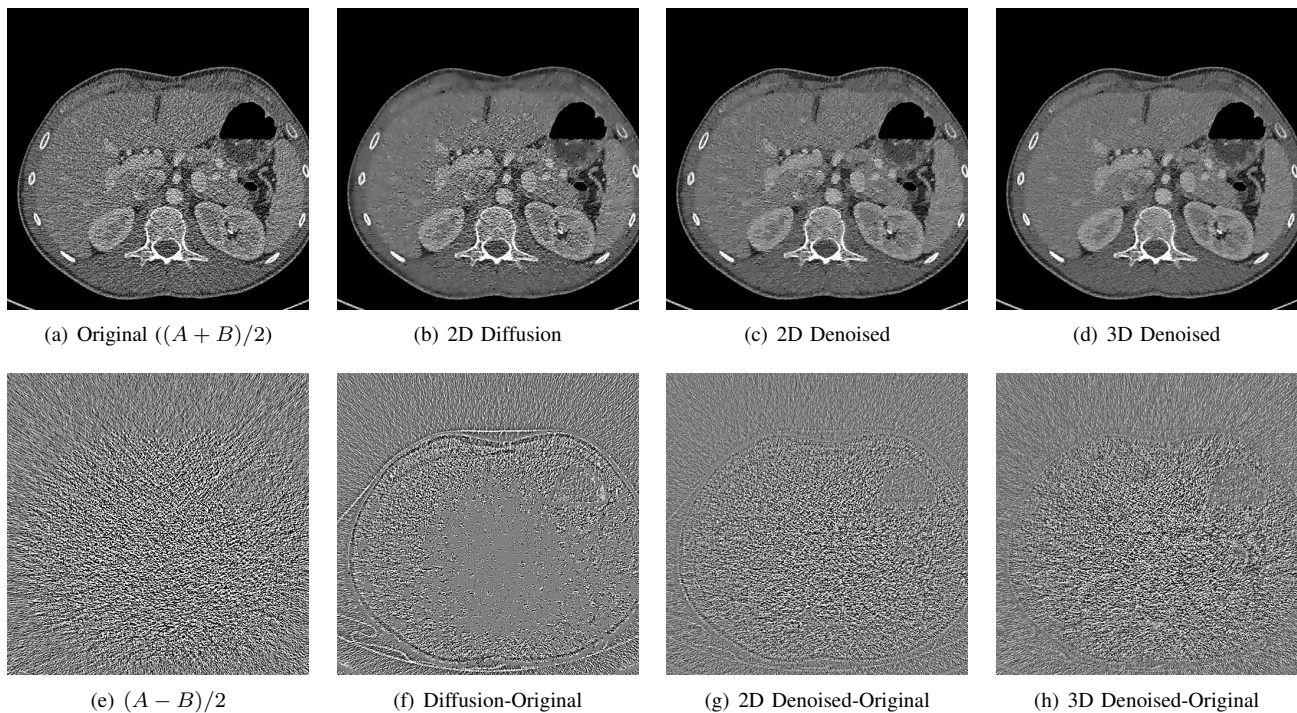 (a) Original ((A + B)/2)
(b) 2D Diffusion
(c) 2D Denoised
(d) 3D Denoised
(e) (A − B)/2
(f) Diffusion-Original
(g) 2D Denoised-Original
(h) 3D Denoised-Original